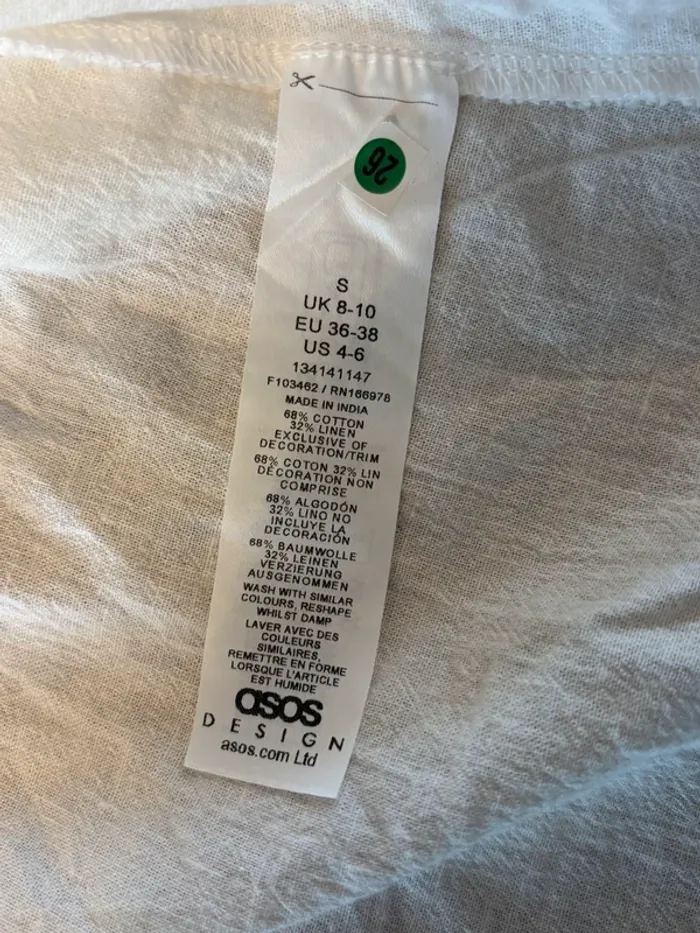 26
S
UK 8-10
EU 36-38
US 4-6
134141147
F103462 / RN166978
MADE IN INDIA
68% COTTON
32% LINEN
EXCLUSIVE OF
DECORATION/TRIM
68% COTON 32% LIN
DÉCORATION NON
COMPRISE
68% ALGODÓN
32% LINO NO
INCLUYE LA
DECORACIÓN
68% BAUMWOLLE
32% LEINEN
VERZIERUNG
AUSGENOMMEN
WASH WITH SIMILAR
COLOURS, RESHAPE
WHILST DAMP
LAVER AVEC DES
COULEURS
SIMILAIRES,
REMETTRE EN FORME
LORSQUE L'ARTICLE
EST HUMIDE
asos
DESIGN
asos.com Ltd